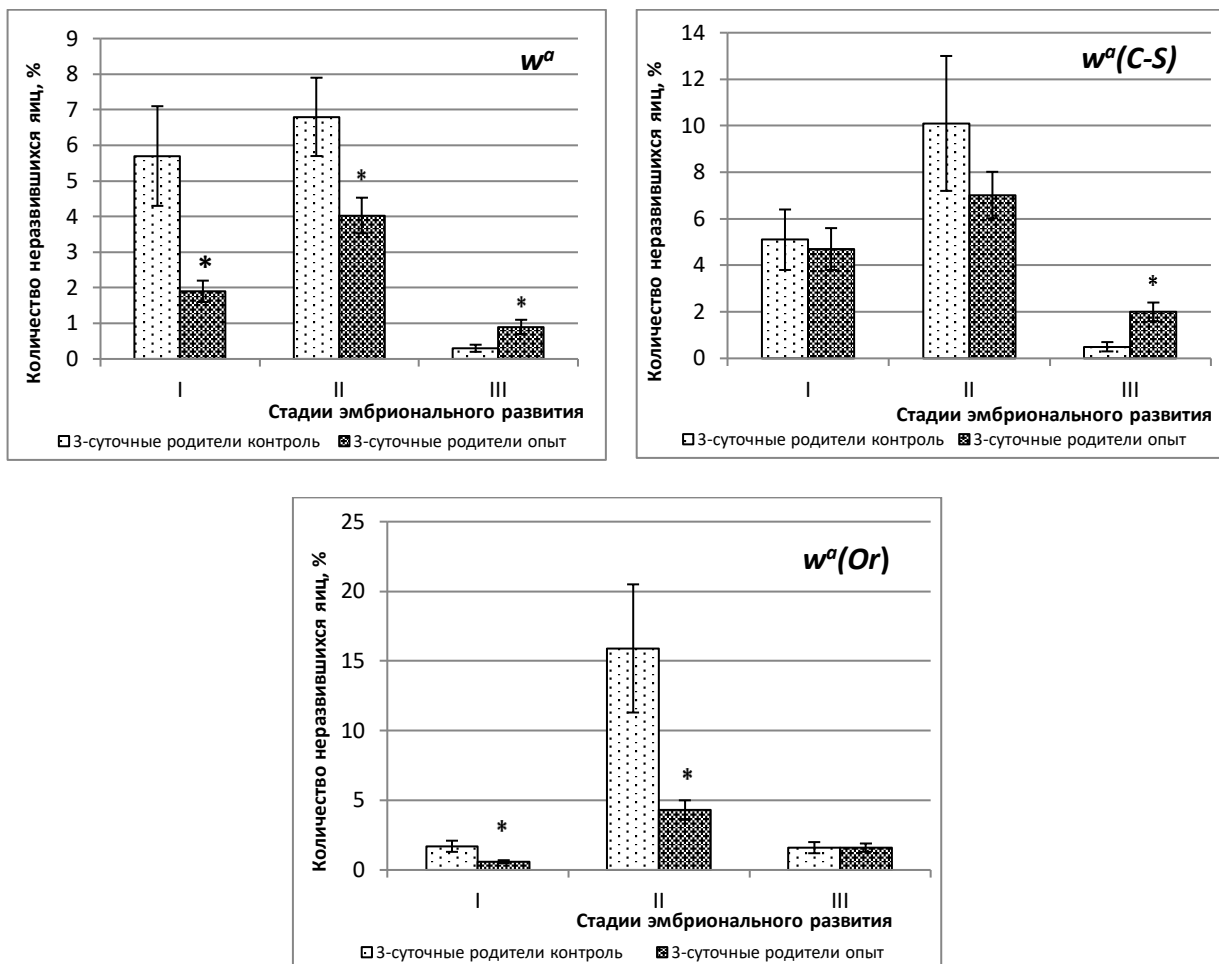 w^a
Количество неразвившихся яиц, %
9
8
7
6
5
4
3
2
1
0
*
*
*
I II III
Стадии эмбрионального развития
3-суточные родители контроль 3-суточные родители опыт
w^a(C-S)
Количество неразвившихся яиц, %
14
12
10
8
6
4
2
0
*
I II III
Стадии эмбрионального развития
3-суточные родители контроль 3-суточные родители опыт
w^a(Or)
Количество неразвившихся яиц, %
25
20
15
10
5
0
*
*
I II III
Стадии эмбрионального развития
3-суточные родители контроль 3-суточные родители опыт